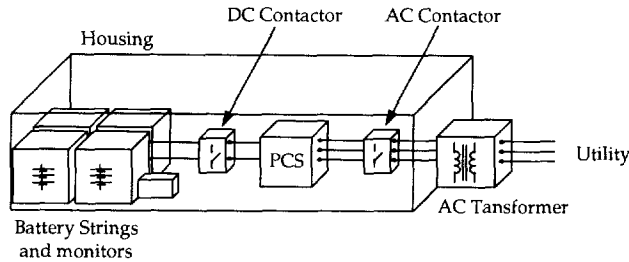 DC Contactor
AC Contactor
Housing
PCS
Utility
AC Tansformer
Battery Strings
and monitors